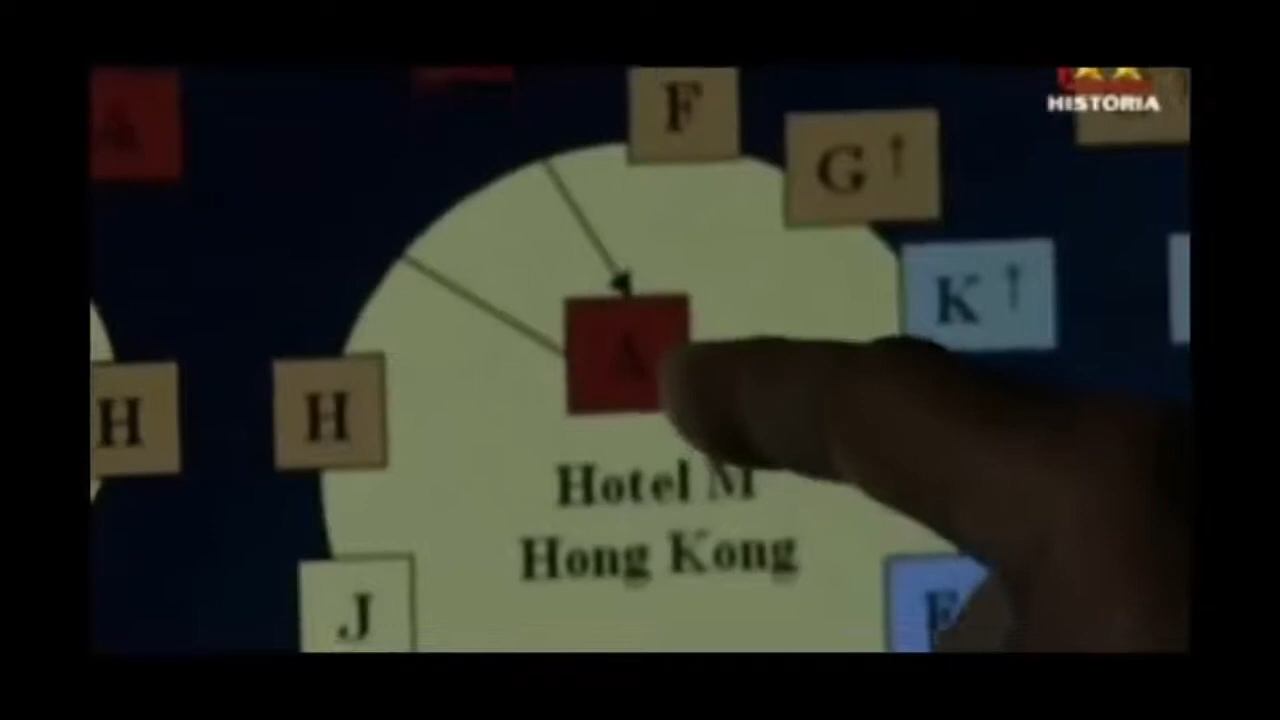 HISTORIA
F
A
G↑
K↑
A
H
H
Hotel M
Hong Kong
J